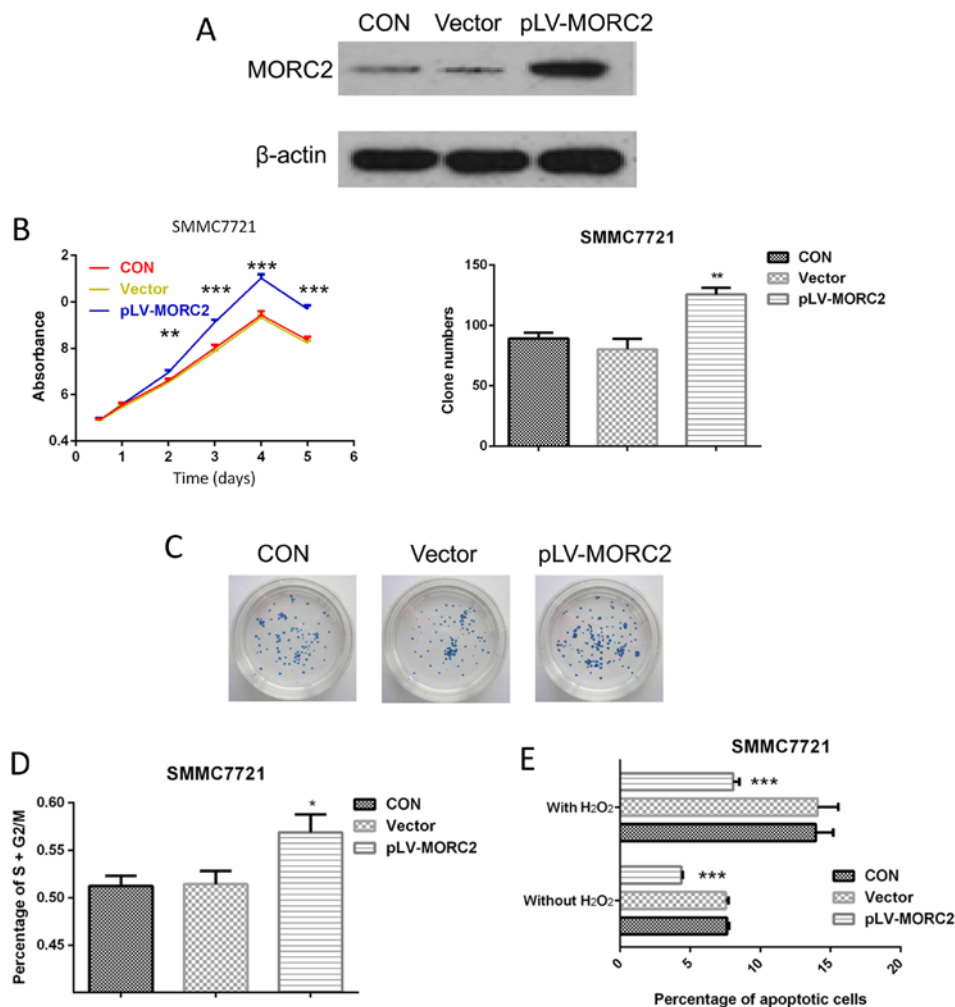 A
CON Vector pLV-MORC2
MORC2
β-actin
B
SMMC7721
CON
Vector
pLV-MORC2
Absorbance
2
0
8
6
0.4
** *** *** ***
0 1 2 3 4 5 6
Time (days)
SMMC7721
CON
Vector
pLV-MORC2
**
Clone numbers
150
100
50
0
C
CON Vector pLV-MORC2
D
SMMC7721
CON
Vector
pLV-MORC2
*
Percentage of S + G2/M
0.60
0.55
0.50
0.45
E
SMMC7721
With H2O2
***
Without H2O2
***
CON
Vector
pLV-MORC2
0 5 10 15 20
Percentage of apoptotic cells